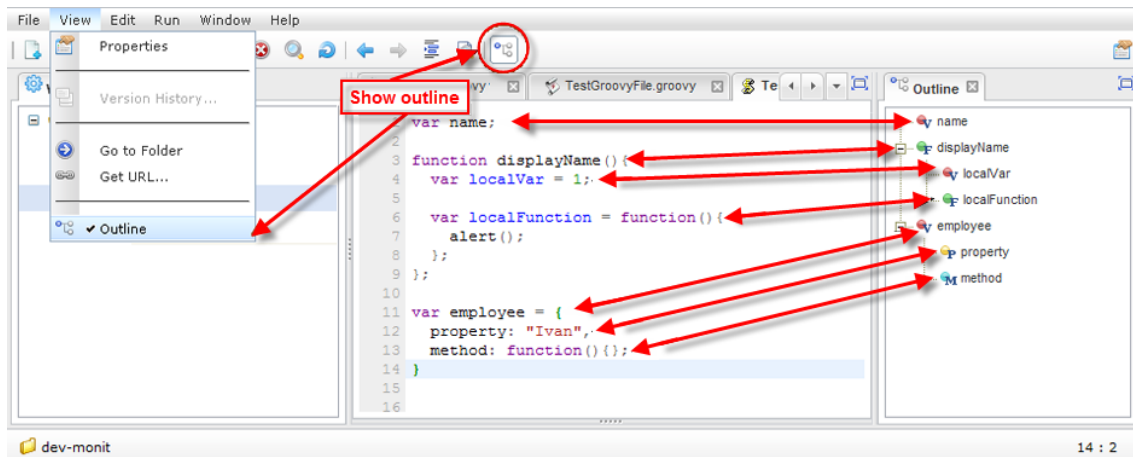 File View Edit Run Window Help
Properties
Version History...
Go to Folder
Get URL...
Outline
Show outline
TestGroovyFile.groovy
Te
Outline
var name;
2
3 function displayName(){
4 var localVar = 1;
5
6 var localFunction = function(){
7 alert();
8 };
9 };
10
11 var employee = {
12 property: "Ivan",
13 method: function(){};
14 }
15
16
name
displayName
localVar
localFunction
employee
property
method
dev-monit
14 : 2